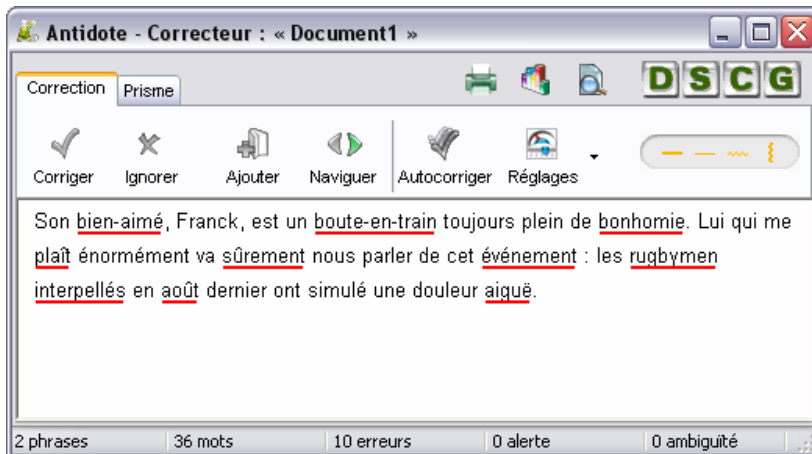 Antidote - Correcteur : « Document1 »
Correction Prisme D S C G
Corriger Ignorer Ajouter Naviguer Autocorriger Réglages
Son bien-aimé, Franck, est un boute-en-train toujours plein de bonhomie. Lui qui me
plaît énormément va sûrement nous parler de cet événement : les rugbymen
interpellés en août dernier ont simulé une douleur aiguë.
2 phrases 36 mots 10 erreurs 0 alerte 0 ambiguïté